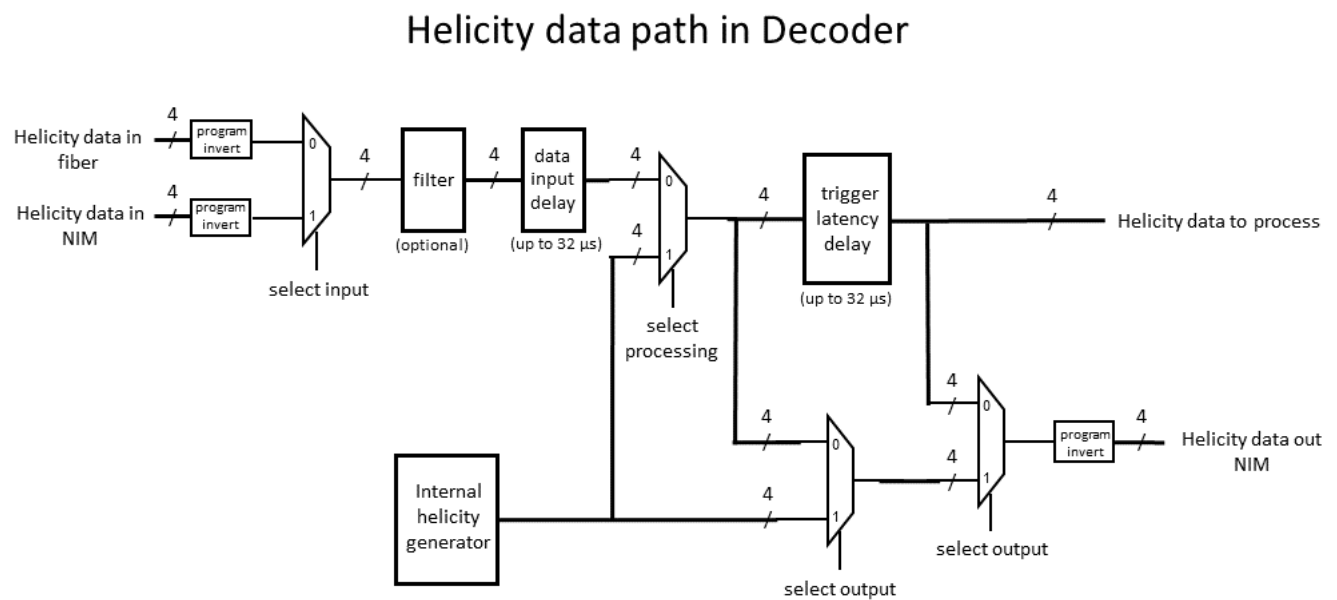 Helicity data path in Decoder
4
Helicity data in
fiber
program
invert
0
4
Helicity data in
NIM
program
invert
1
select input
4
filter
(optional)
4
data
input
delay
(up to 32 µs)
4
0
4
1
select
processing
4
trigger
latency
delay
(up to 32 µs)
4
Helicity data to process
Internal
helicity
generator
4
0
4
1
select output
4
0
4
1
select output
program
invert
4
Helicity data out
NIM